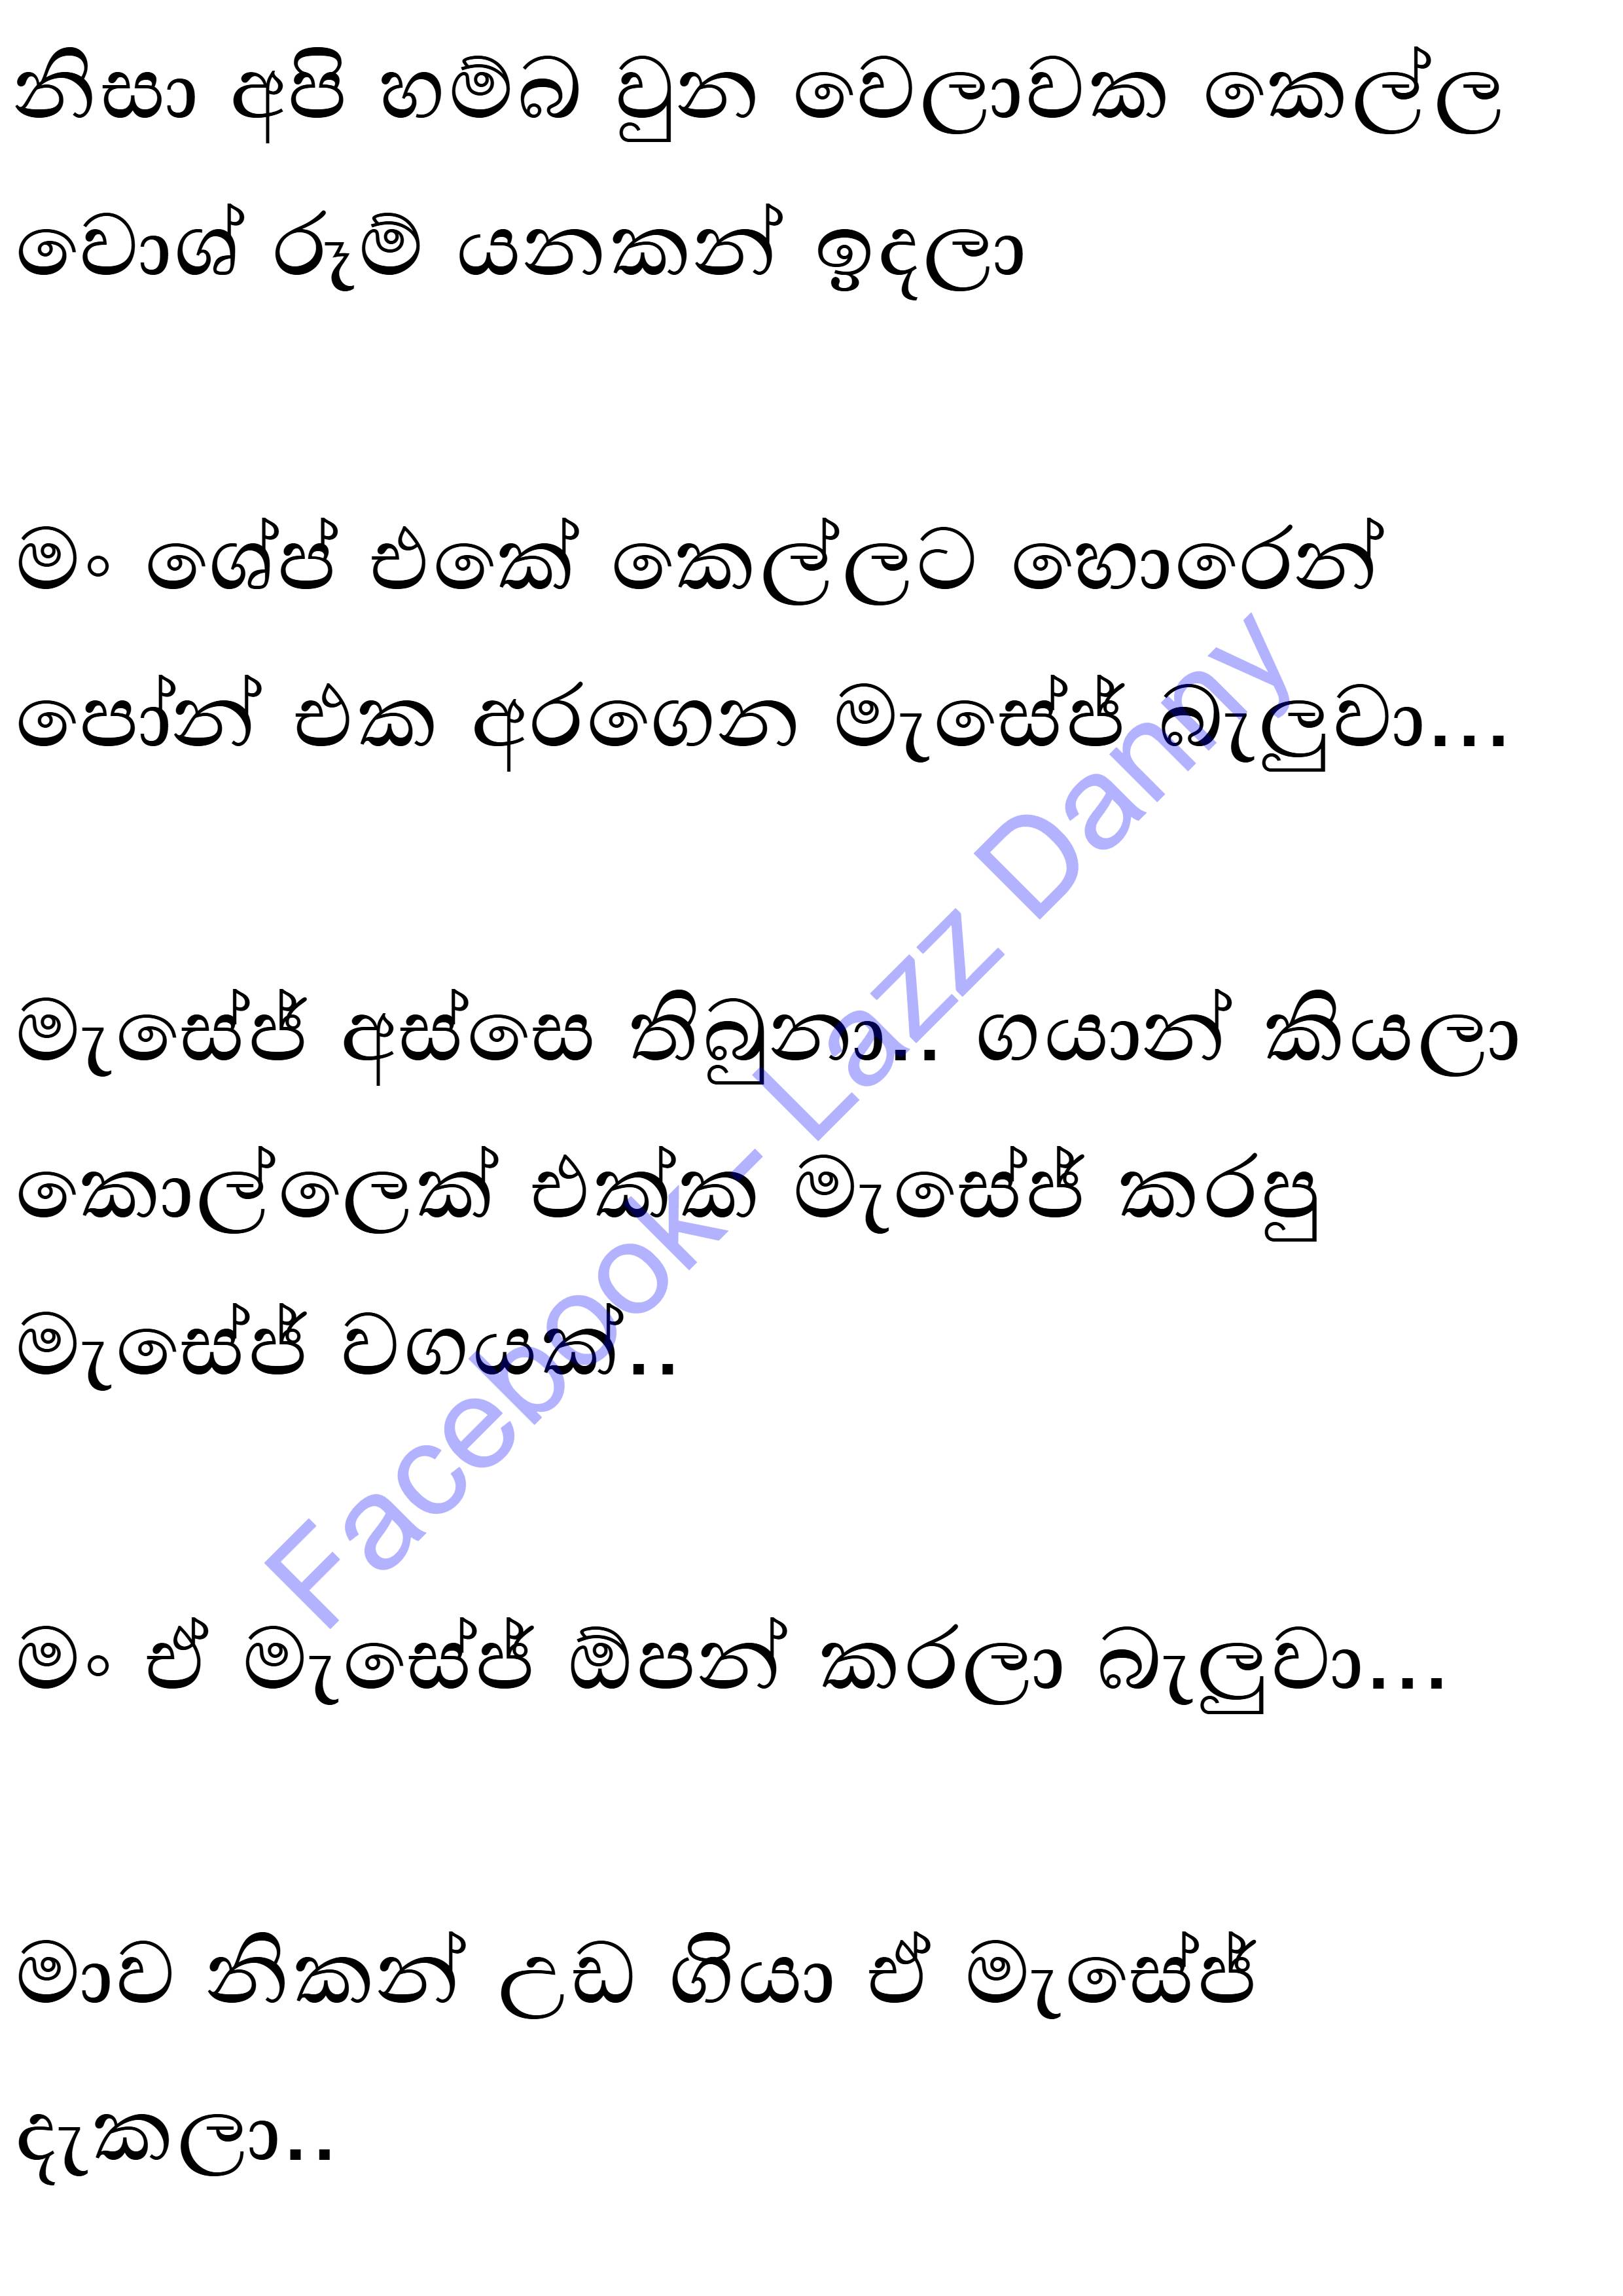 නිසා අපි හම්බ වුන වෙලාවක කෙල්ල
වොශ් රූම් යනකන් ඉදලා
මං ශේප් එකේ කෙල්ලට හොරෙන්
පෝන් එක අරගෙන මැසේජ් බැලුවා...
මැසේජ් අස්සෙ තිබුනා.. ගයාන් කියලා
කොල්ලෙක් එක්ක මැසේජ් කරපු
මැසේජ් වගයක්..
මං ඒ මැසේජ් ඕපන් කරලා බැලුවා...
මාව නිකන් උඩ ගියා ඒ මැසේජ්
දැකලා..
Facebook- Lazz Danny